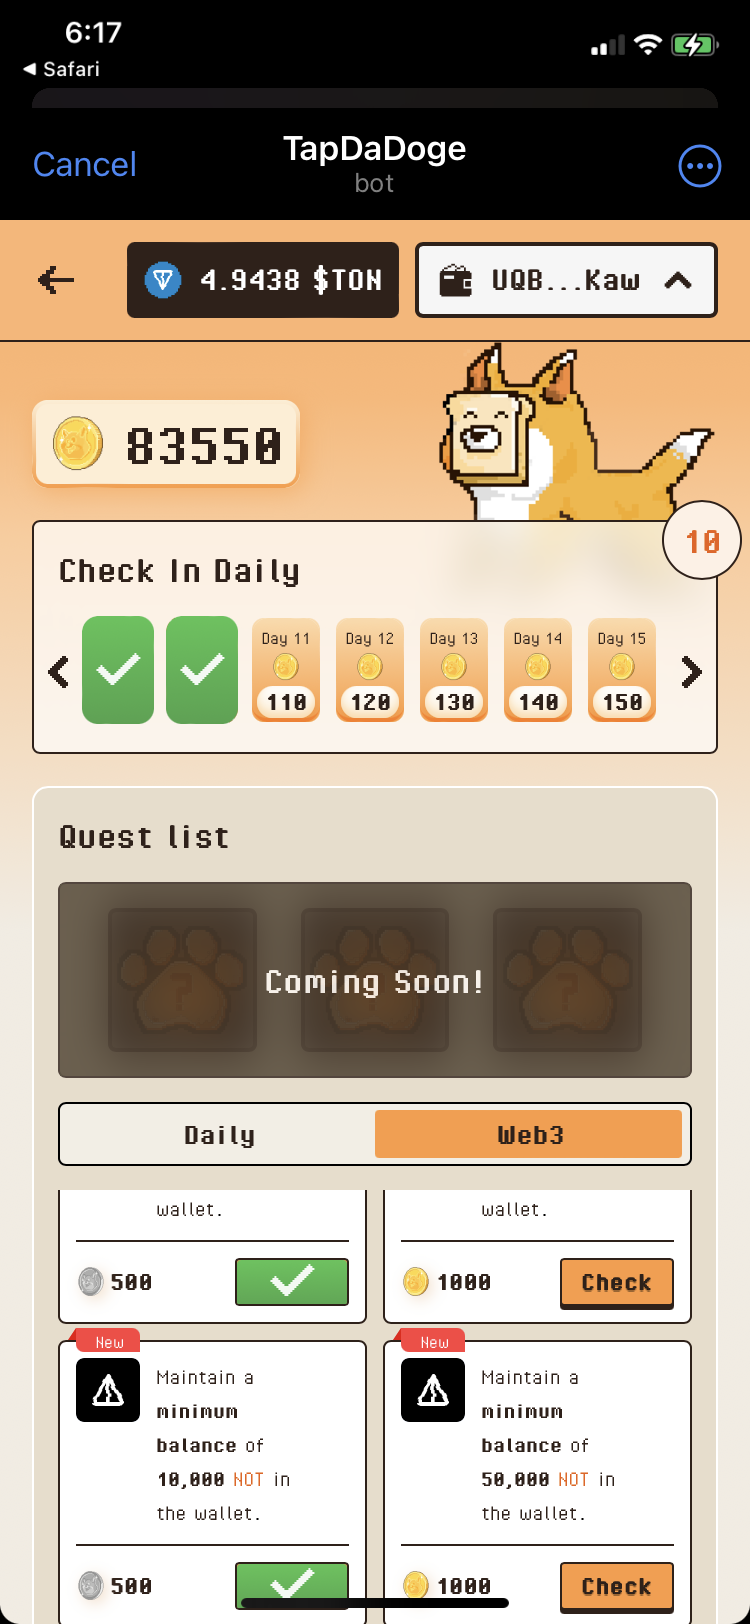 6:17
◀ Safari
Cancel
TapDaDoge
bot
4.9438 $TON
UQB...Kaw
83550
10
Check In Daily
Day 11
Day 12
Day 13
Day 14
Day 15
110
120
130
140
150
Quest list
Coming Soon!
Daily
Web3
wallet.
500
wallet.
1000
Check
New
Maintain a
minimum
balance of
10,000 NOT in
the wallet.
500
New
Maintain a
minimum
balance of
50,000 NOT in
the wallet.
1000
Check